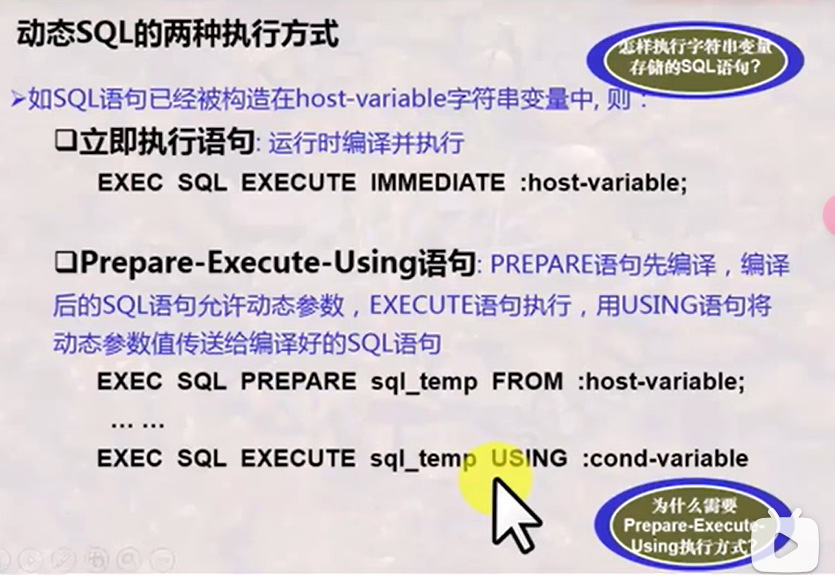 动态SQL的两种执行方式
怎样执行字符串变量
存储的SQL语句?
➢如SQL语句已经被构造在host-variable字符串变量中, 则：
❑立即执行语句: 运行时编译并执行
EXEC SQL EXECUTE IMMEDIATE :host-variable;
❑Prepare-Execute-Using语句: PREPARE语句先编译，编译
后的SQL语句允许动态参数，EXECUTE语句执行，用USING语句将
动态参数值传送给编译好的SQL语句
EXEC SQL PREPARE sql_temp FROM :host-variable;
... ...
EXEC SQL EXECUTE sql_temp USING :cond-variable
为什么需要
Prepare-Execute-
Using执行方式?